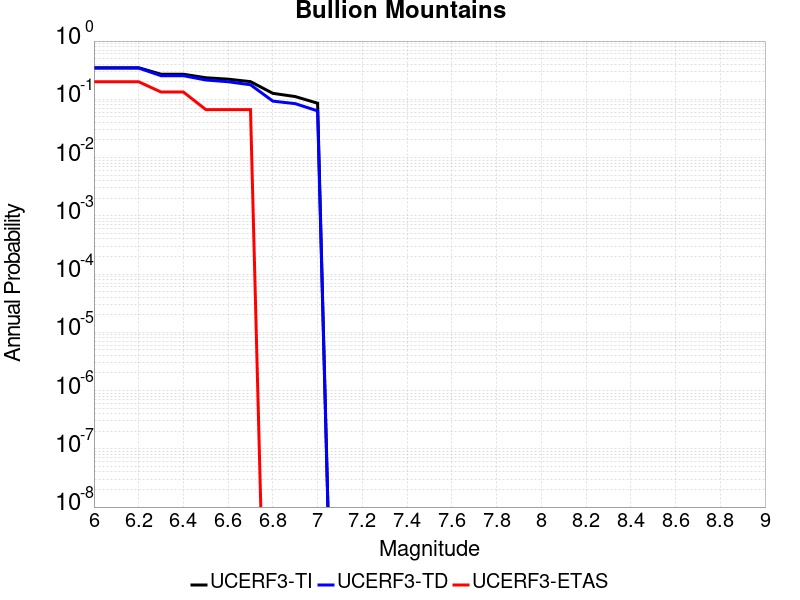 Bullion Mountains
10^0
10^-1
10^-2
10^-3
10^-4
10^-5
10^-6
10^-7
10^-8
Annual Probability
6 6.2 6.4 6.6 6.8 7 7.2 7.4 7.6 7.8 8 8.2 8.4 8.6 8.8 9
Magnitude
UCERF3-TI UCERF3-TD UCERF3-ETAS